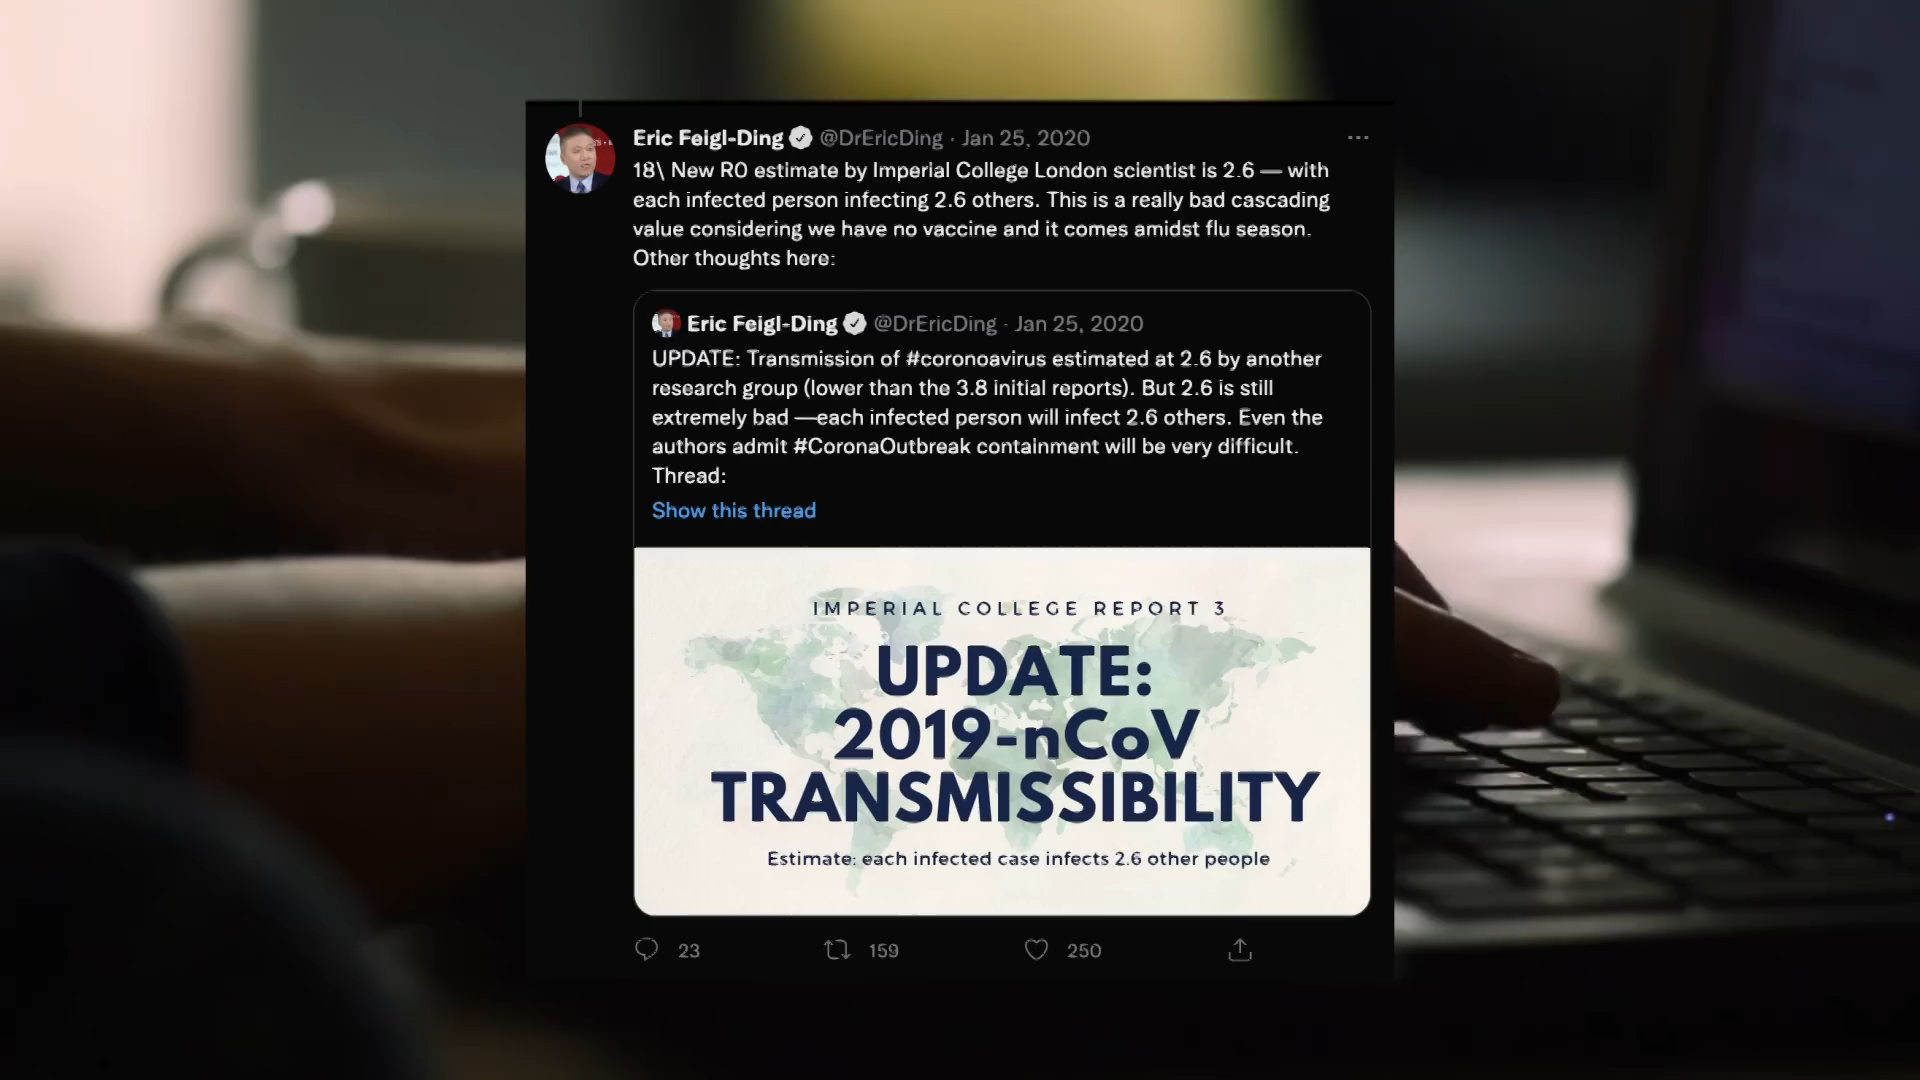 Eric Feigl-Ding @DrEricDing · Jan 25, 2020
18\ New R0 estimate by Imperial College London scientist is 2.6 — with
each infected person infecting 2.6 others. This is a really bad cascading
value considering we have no vaccine and it comes amidst flu season.
Other thoughts here:
Eric Feigl-Ding @DrEricDing · Jan 25, 2020
UPDATE: Transmission of #coronoavirus estimated at 2.6 by another
research group (lower than the 3.8 initial reports). But 2.6 is still
extremely bad —each infected person will infect 2.6 others. Even the
authors admit #CoronaOutbreak containment will be very difficult.
Thread:
Show this thread
IMPERIAL COLLEGE REPORT 3
UPDATE:
2019-nCoV
TRANSMISSIBILITY
Estimate: each infected case infects 2.6 other people
23 159 250